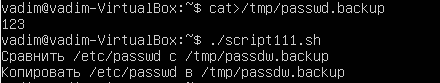 vadim@vadim-VirtualBox:~$ cat>/tmp/passwd.backup
123
vadim@vadim-VirtualBox:~$ ./script111.sh
Сравнить /etc/passwd с /tmp/passdw.backup
Копировать /etc/passwd в /tmp/passdw.backup